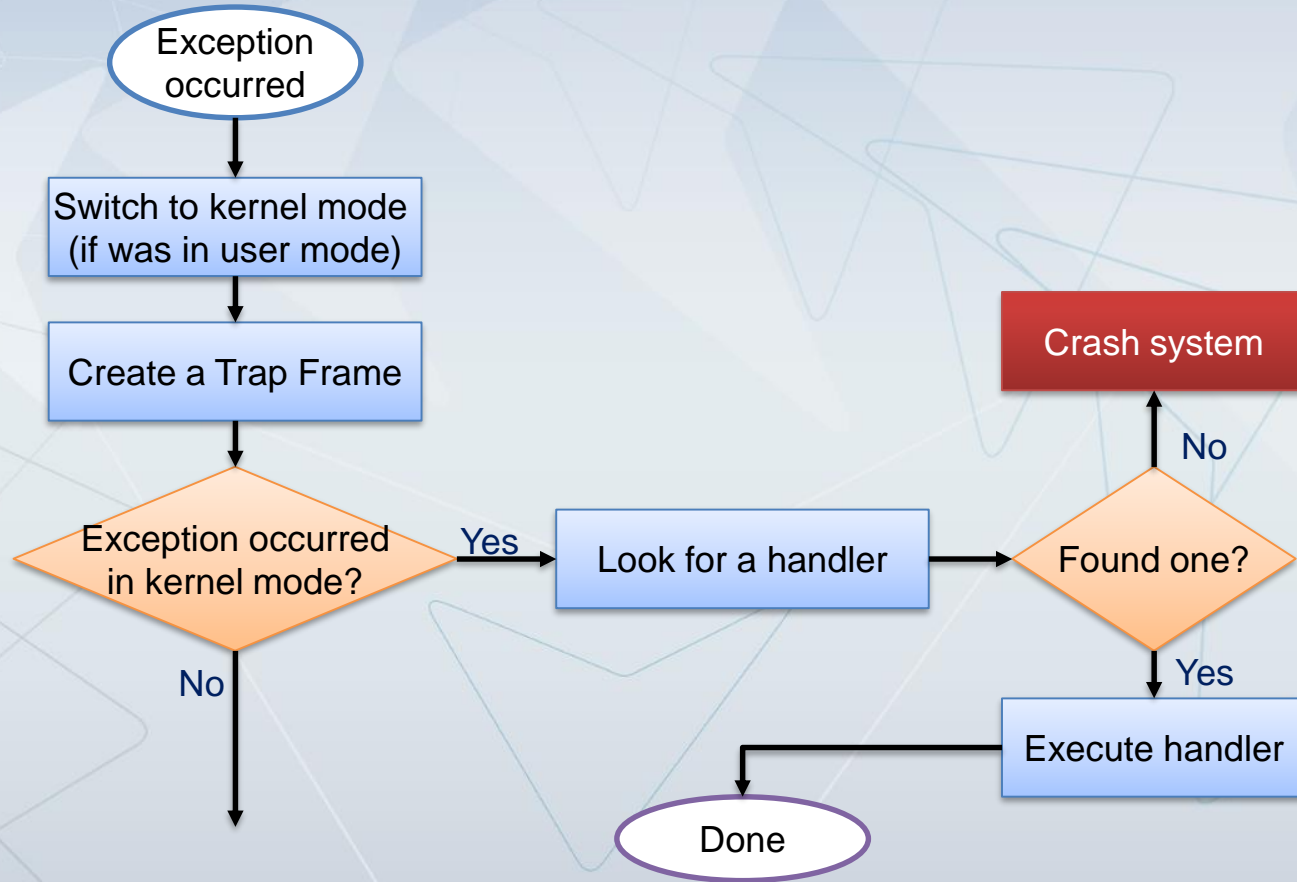 Exception
occurred
Switch to kernel mode
(if was in user mode)
Create a Trap Frame
Exception occurred
in kernel mode?
Yes
No
Look for a handler
Found one?
No
Crash system
Yes
Execute handler
Done